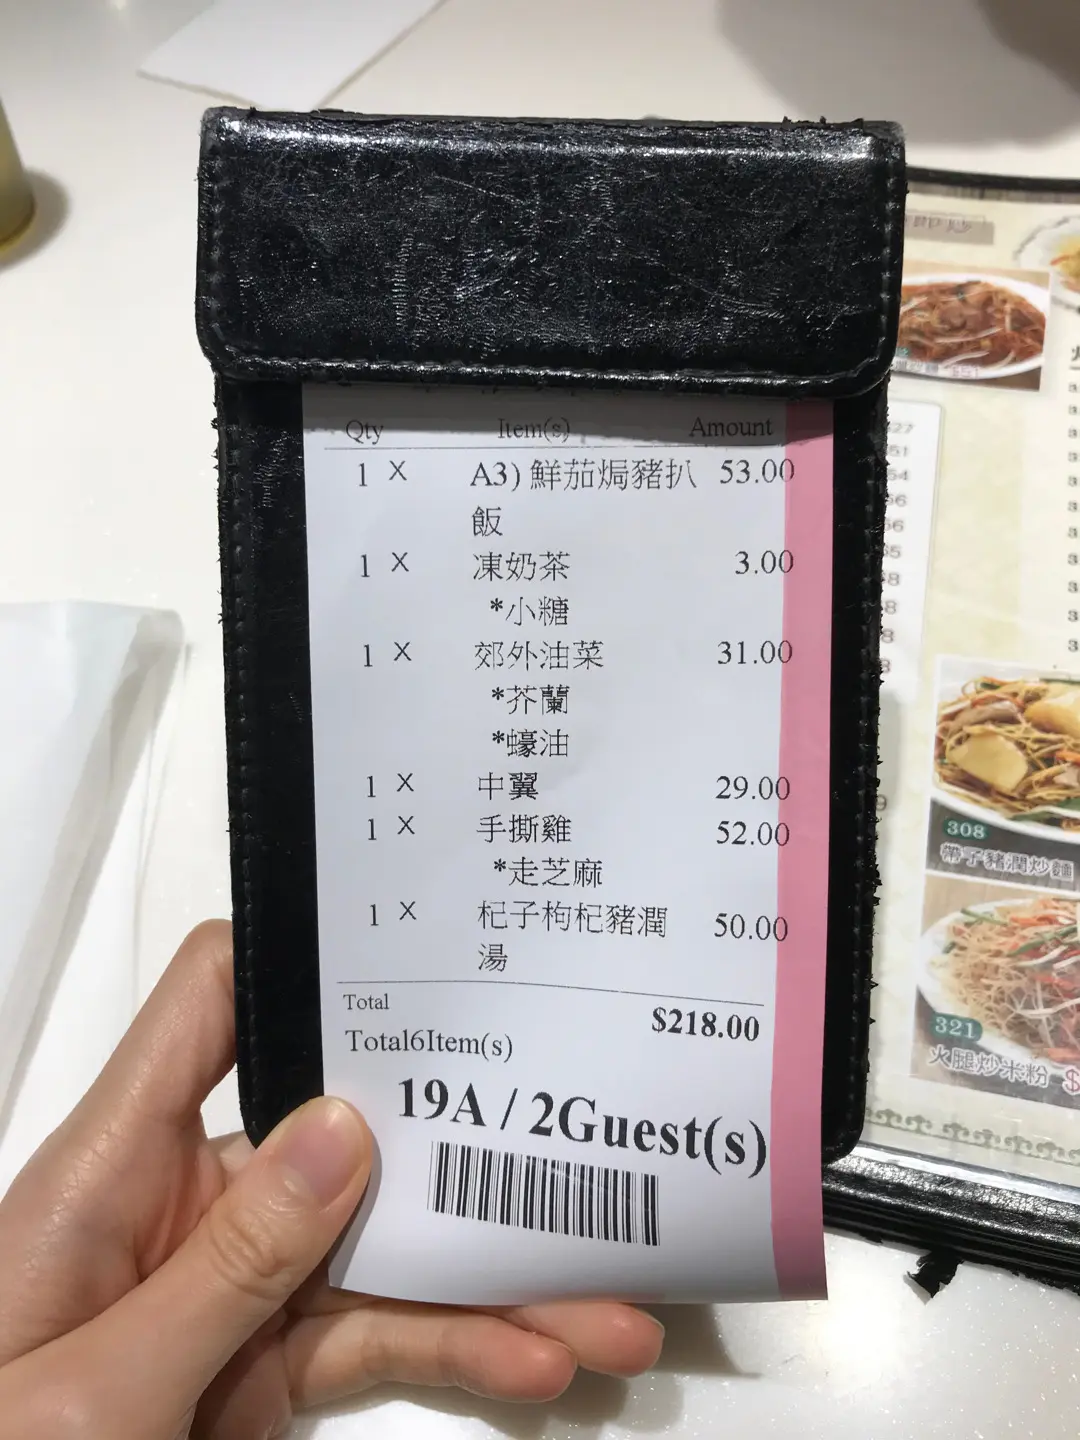 Qty Item(s) Amount
1 X A3) 鮮茄焗豬扒 53.00
飯
1 X 凍奶茶 3.00
*小糖
1 X 郊外油菜 31.00
*芥蘭
*蠔油
1 X 中翼 29.00
1 X 手撕雞 52.00
*走芝麻
1 X 杞子枸杞豬潤 50.00
湯
Total $218.00
Total6Item(s)
19A / 2Guest(s)
308
帶子豬潤炒麵
321
火腿炒米粉 $